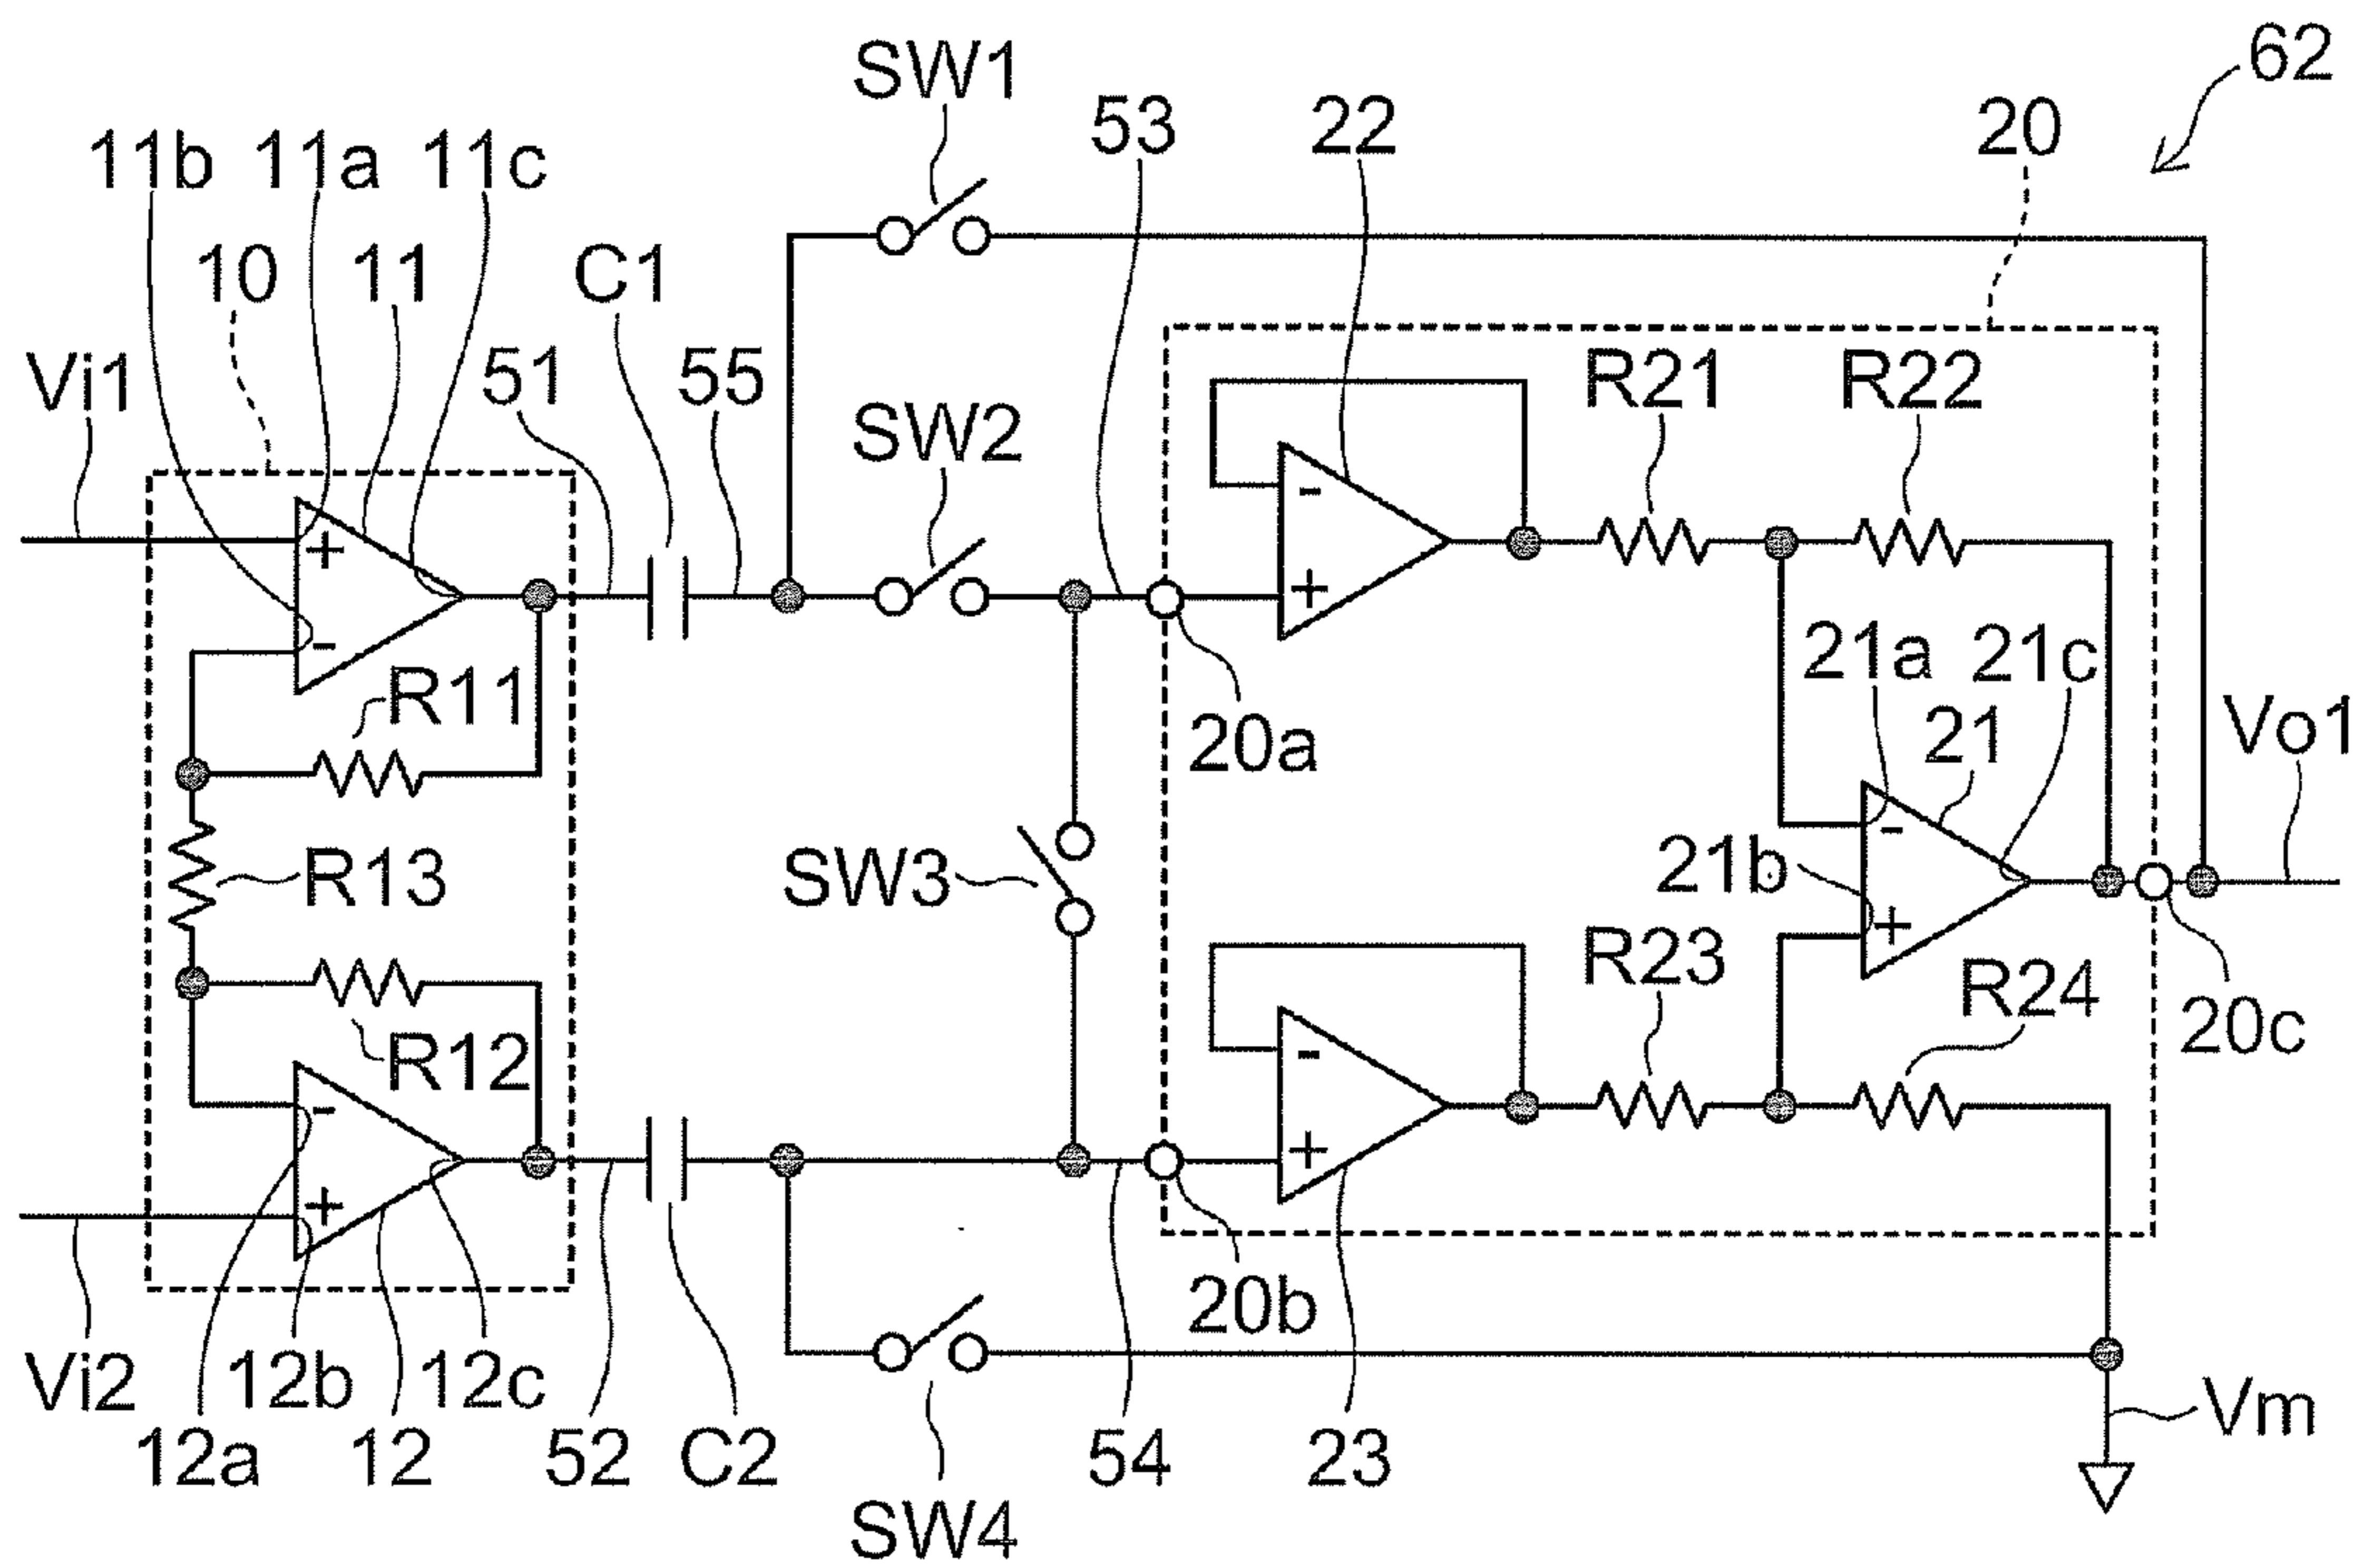 62
SW1
53
22
20
11b
11a
11c
10
11
C1
Vi1
51
55
SW2
R21
R22
+
-
-
+
R11
20a
21a
21c
21
Vo1
R13
SW3
21b
-
+
R23
R24
20c
R12
-
+
-
+
20b
Vi2
12b
12c
Vm
12a
12
52
C2
54
23
SW4